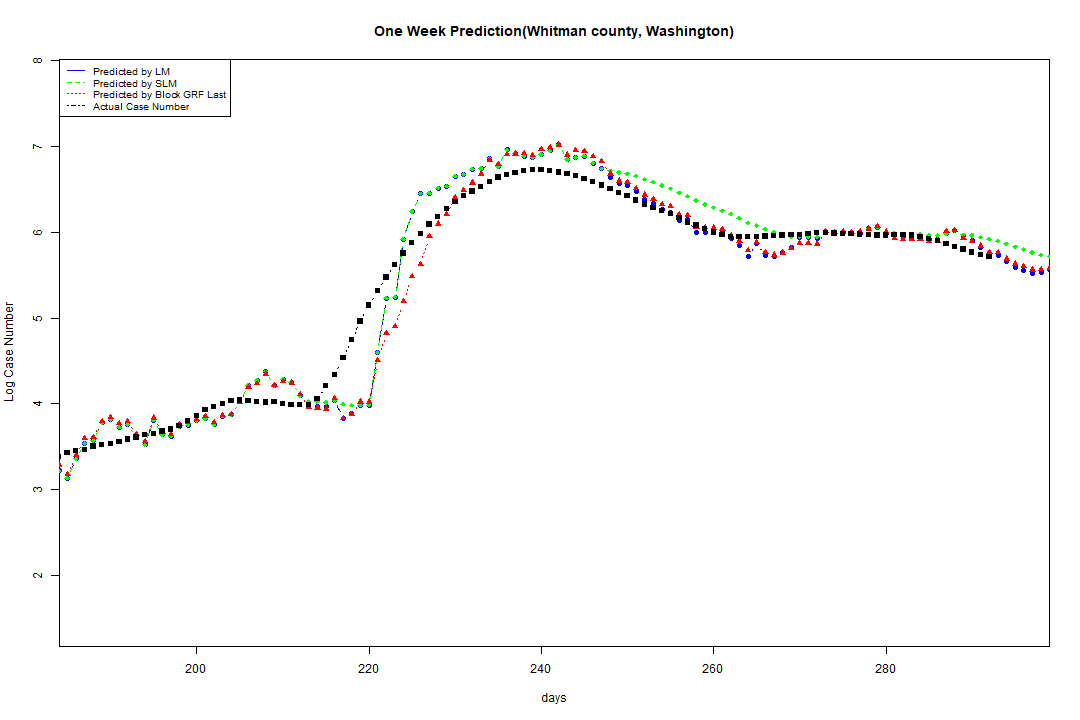 One Week Prediction(Whitman county, Washington)
8
Predicted by LM
Predicted by SLM
Predicted by Block GRF Last
Actual Case Number
7
6
5
4
3
2
Log Case Number
200 220 240 260 280
days